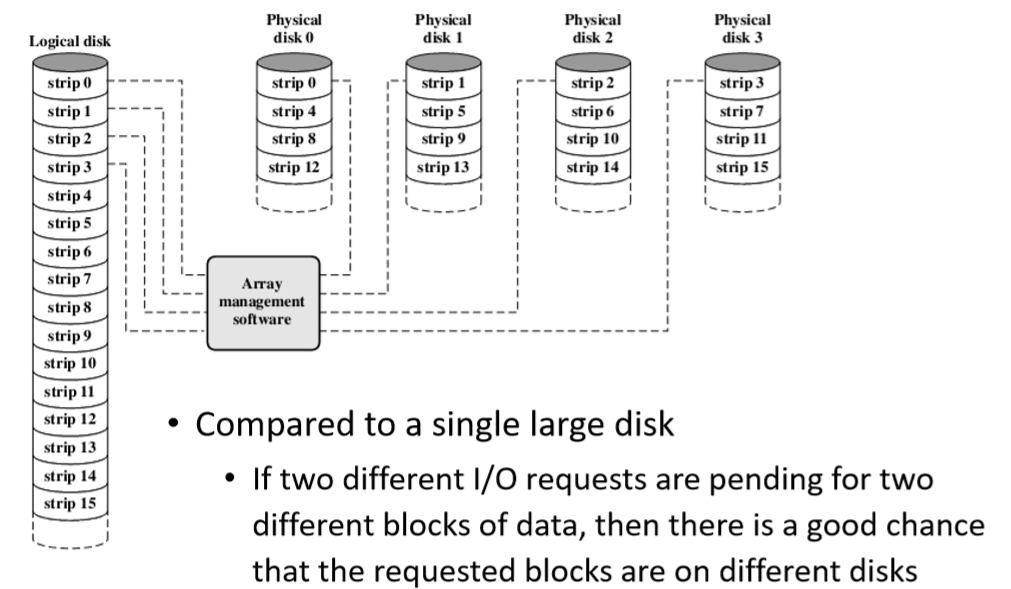 Logical disk
strip 0
strip 1
strip 2
strip 3
strip 4
strip 5
strip 6
strip 7
strip 8
strip 9
strip 10
strip 11
strip 12
strip 13
strip 14
strip 15
Physical
disk 0
strip 0
strip 4
strip 8
strip 12
Physical
disk 1
strip 1
strip 5
strip 9
strip 13
Physical
disk 2
strip 2
strip 6
strip 10
strip 14
Physical
disk 3
strip 3
strip 7
strip 11
strip 15
Array
management
software
• Compared to a single large disk
• If two different I/O requests are pending for two
different blocks of data, then there is a good chance
that the requested blocks are on different disks